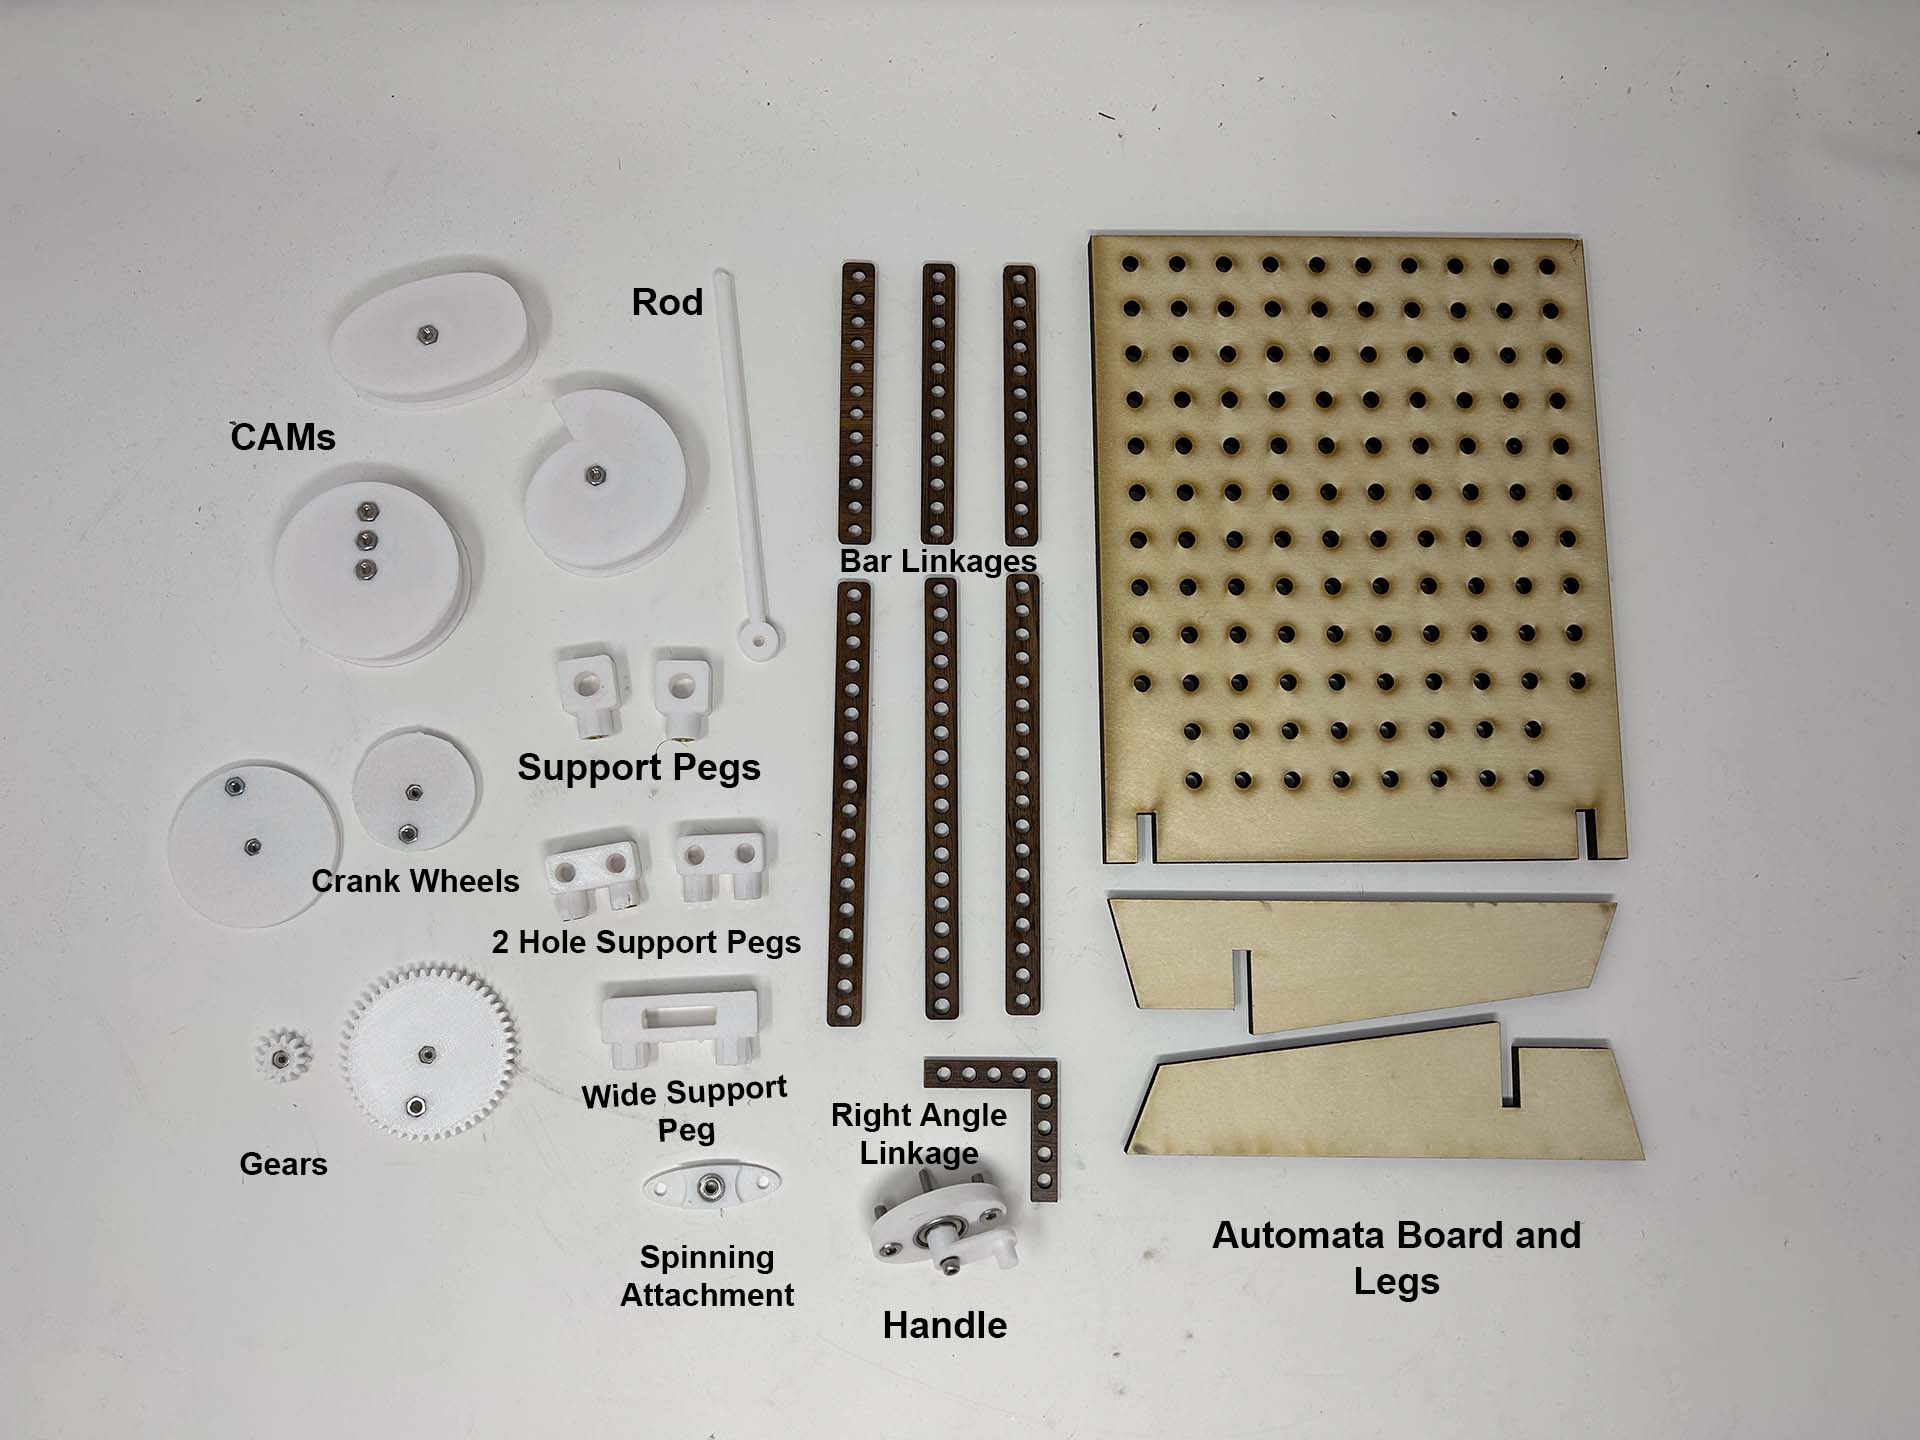 Rod
CAMs
Bar Linkages
Support Pegs
Crank Wheels
2 Hole Support Pegs
Wide Support
Peg
Right Angle
Linkage
Gears
Spinning
Attachment
Handle
Automata Board and
Legs